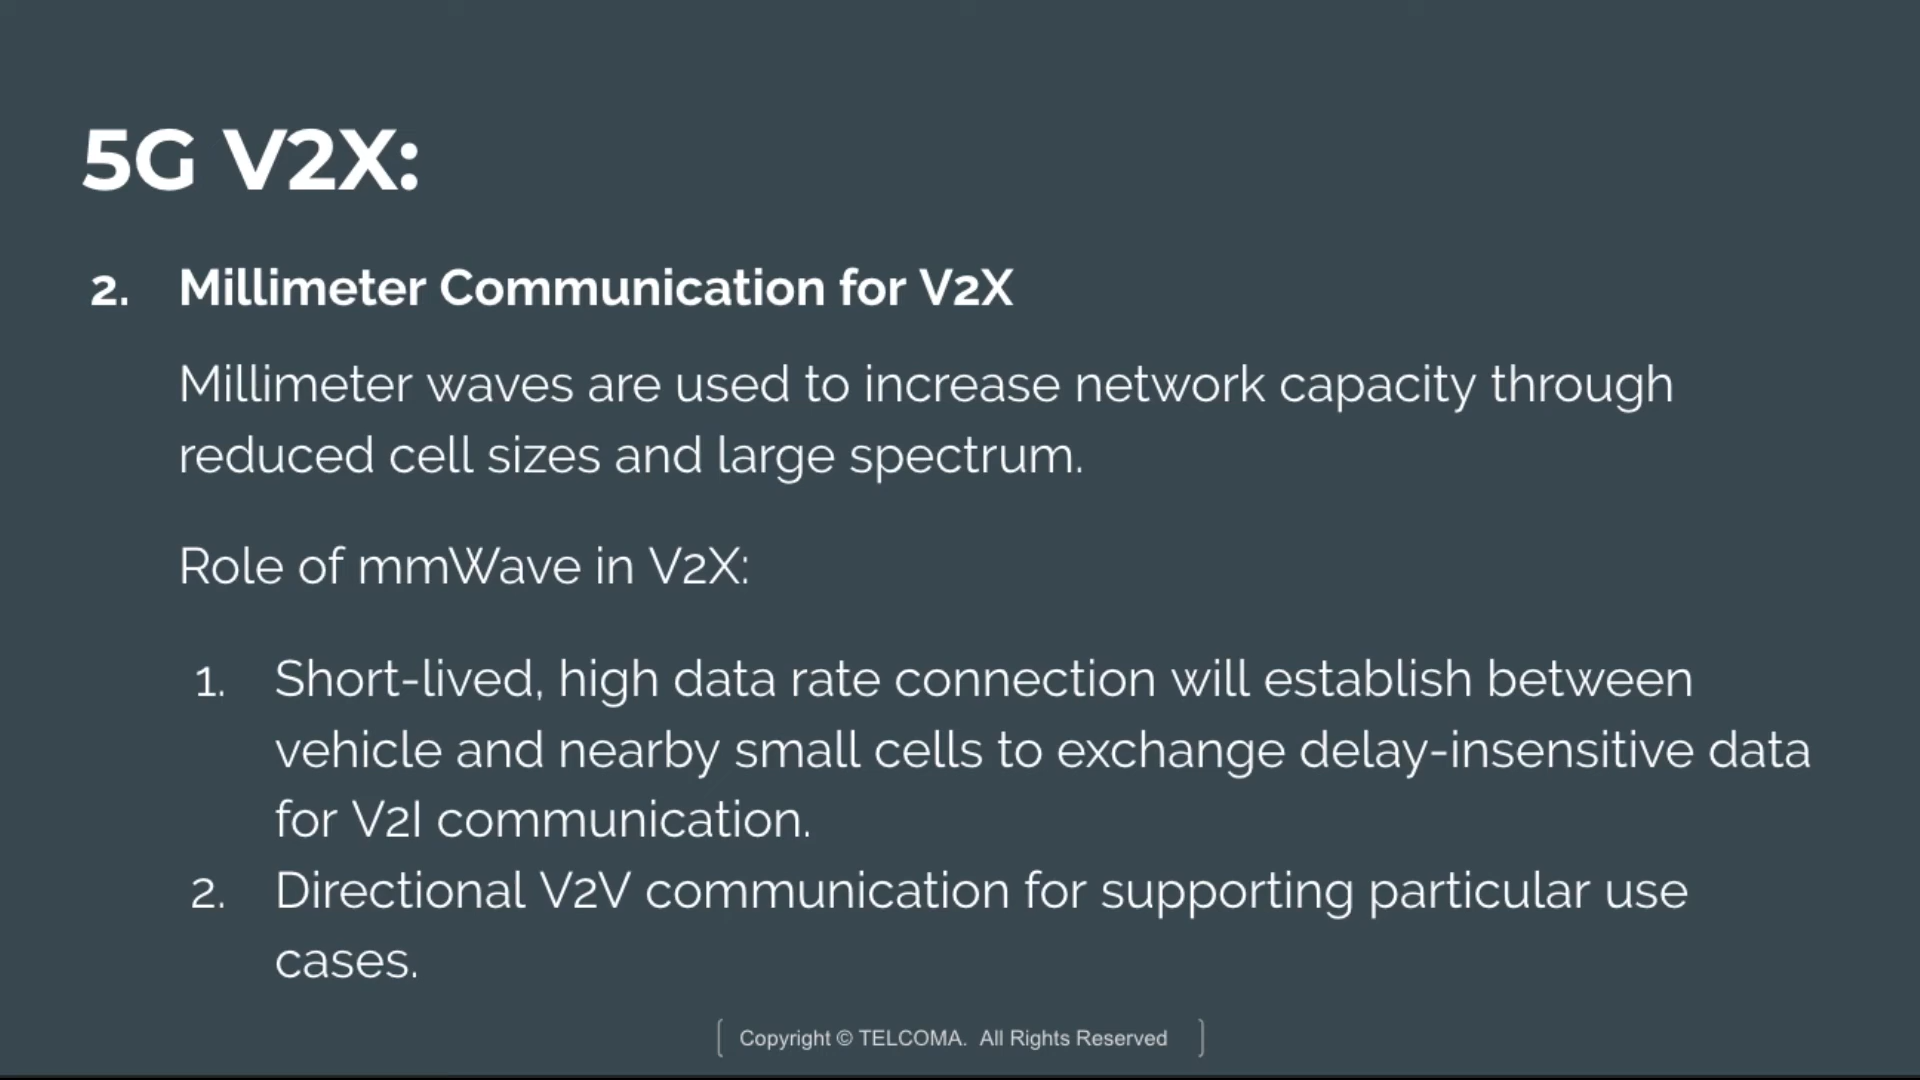 5G V2X:
2. Millimeter Communication for V2X
Millimeter waves are used to increase network capacity through
reduced cell sizes and large spectrum.
Role of mmWave in V2X:
1. Short-lived, high data rate connection will establish between
vehicle and nearby small cells to exchange delay-insensitive data
for V2I communication.
2. Directional V2V communication for supporting particular use
cases.
Copyright © TELCOMA. All Rights Reserved